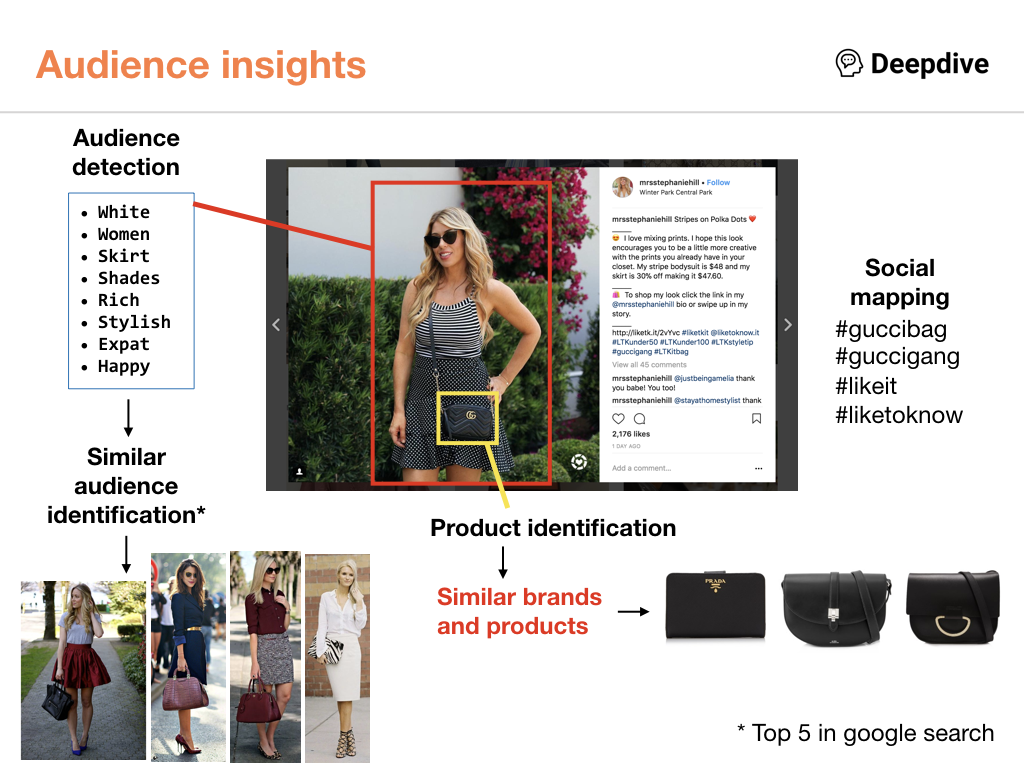 Audience insights
Deepdive
Audience
detection
• White
• Women
• Skirt
• Shades
• Rich
• Stylish
• Expat
• Happy
Similar
audience
identification*
mrsstephaniehill • Follow
Winter Park Central Park
mrsstephaniehill Stripes on Polka Dots ❤️
😍 I love mixing prints. I hope this look
encourages you to be a little more creative
with the prints you already have in your
closet. My stripe bodysuit is $48 and my
skirt is 30% off making it $47.60.
🛍 To shop my look click the link in my
@mrsstephaniehill bio or swipe up in my
story.
http://liketk.it/2vYvc #liketkit @liketoknow.it
#LTKunder50 #LTKunder100 #LTKstyletip
#guccigang #LTKitbag
View all 45 comments
mrsstephaniehill @justbeingamelia thank
you babe! You too!
mrsstephaniehill @stayathomestylist thank
2,176 likes
1 DAY AGO
Add a comment...
Social
mapping
#guccibag
#guccigang
#likeit
#liketoknow
Product identification
Similar brands
and products
PRADA
* Top 5 in google search